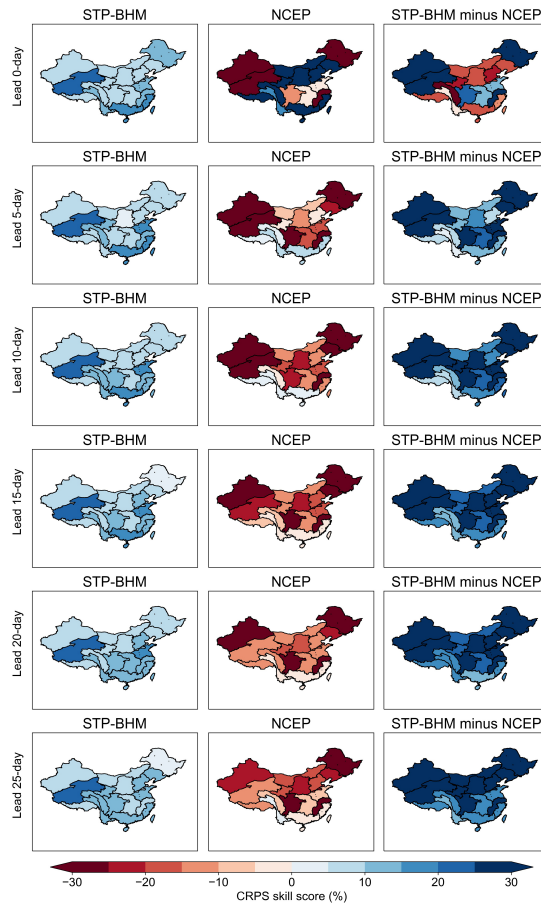 STP-BHM NCEP STP-BHM minus NCEP
Lead 0-day
STP-BHM NCEP STP-BHM minus NCEP
Lead 5-day
STP-BHM NCEP STP-BHM minus NCEP
Lead 10-day
STP-BHM NCEP STP-BHM minus NCEP
Lead 15-day
STP-BHM NCEP STP-BHM minus NCEP
Lead 20-day
STP-BHM NCEP STP-BHM minus NCEP
Lead 25-day
−30 −20 −10 0 10 20 30
CRPS skill score (%)